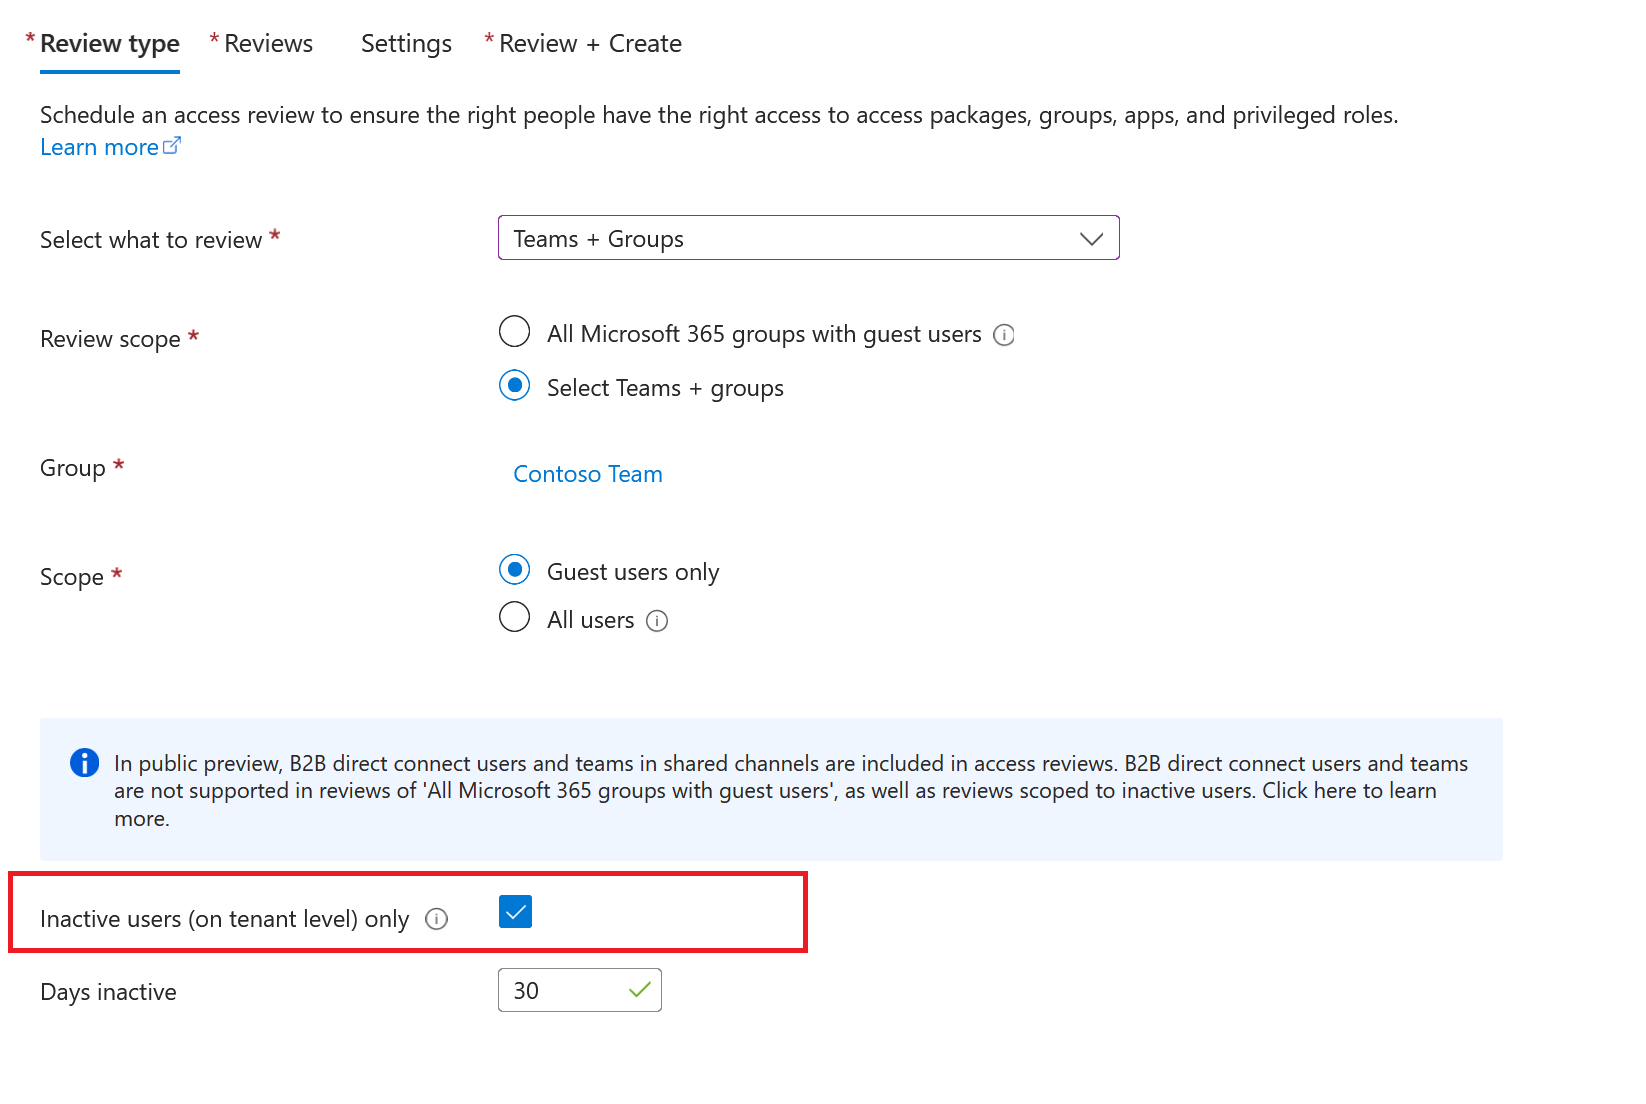 * Review type * Reviews Settings * Review + Create
Schedule an access review to ensure the right people have the right access to access packages, groups, apps, and privileged roles.
Learn more
Select what to review *
Teams + Groups
Review scope *
All Microsoft 365 groups with guest users
Select Teams + groups
Group *
Contoso Team
Scope *
Guest users only
All users
In public preview, B2B direct connect users and teams in shared channels are included in access reviews. B2B direct connect users and teams
are not supported in reviews of 'All Microsoft 365 groups with guest users', as well as reviews scoped to inactive users. Click here to learn
more.
Inactive users (on tenant level) only
Days inactive
30